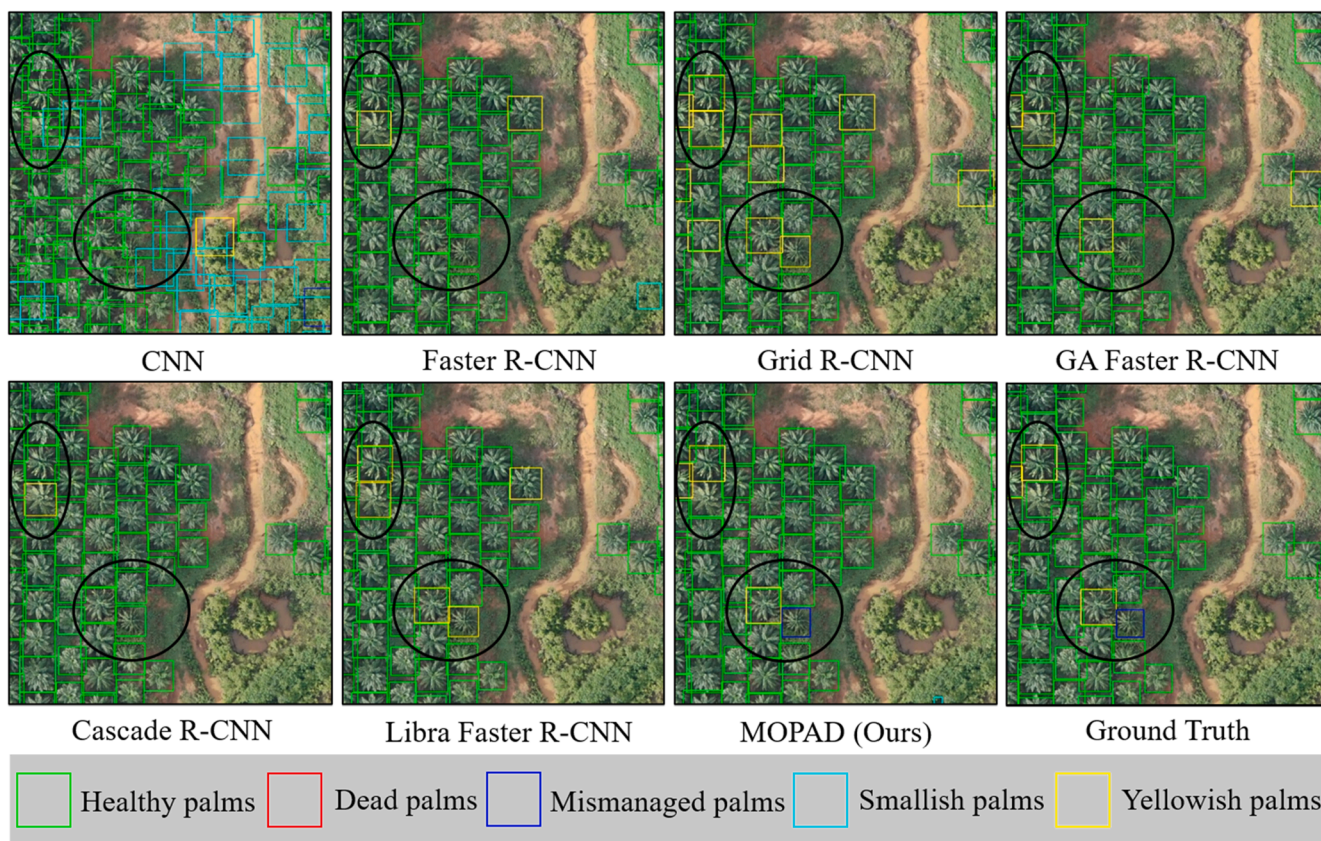 CNN
Faster R-CNN
Grid R-CNN
GA Faster R-CNN
Cascade R-CNN
Libra Faster R-CNN
MOPAD (Ours)
Ground Truth
Healthy palms
Dead palms
Mismanaged palms
Smallish palms
Yellowish palms